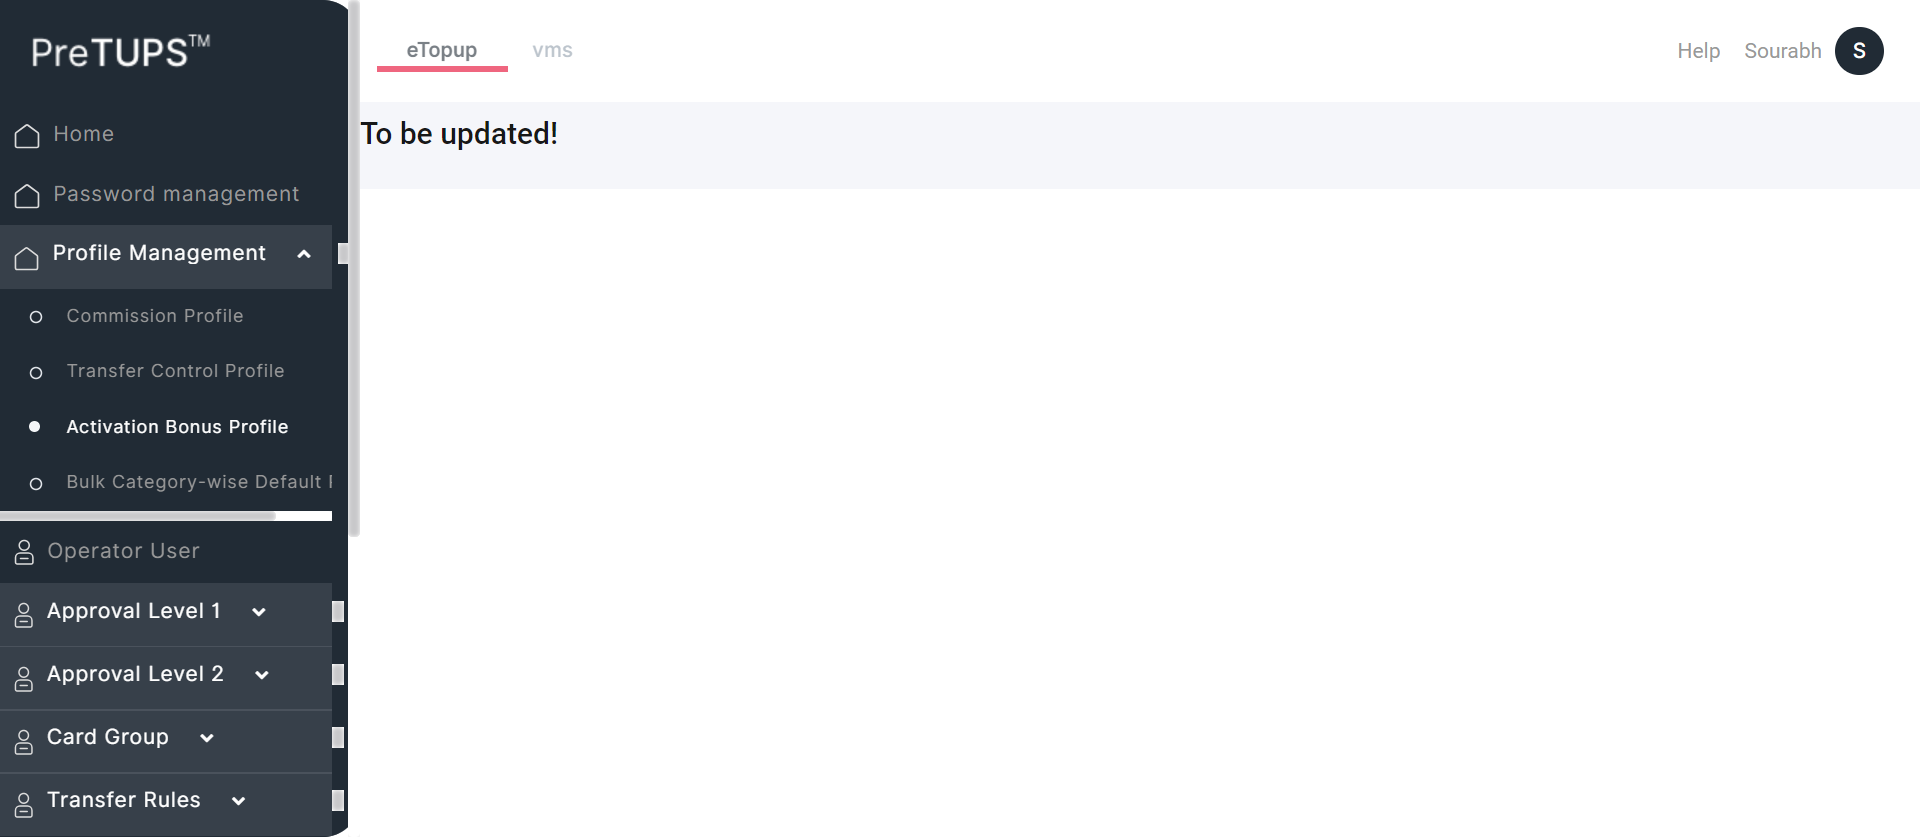 PreTUPS™
eTopup
vms
Help
Sourabh
S
To be updated!
Home
Password management
Profile Management
Commission Profile
Transfer Control Profile
Activation Bonus Profile
Bulk Category-wise Default
Operator User
Approval Level 1
Approval Level 2
Card Group
Transfer Rules